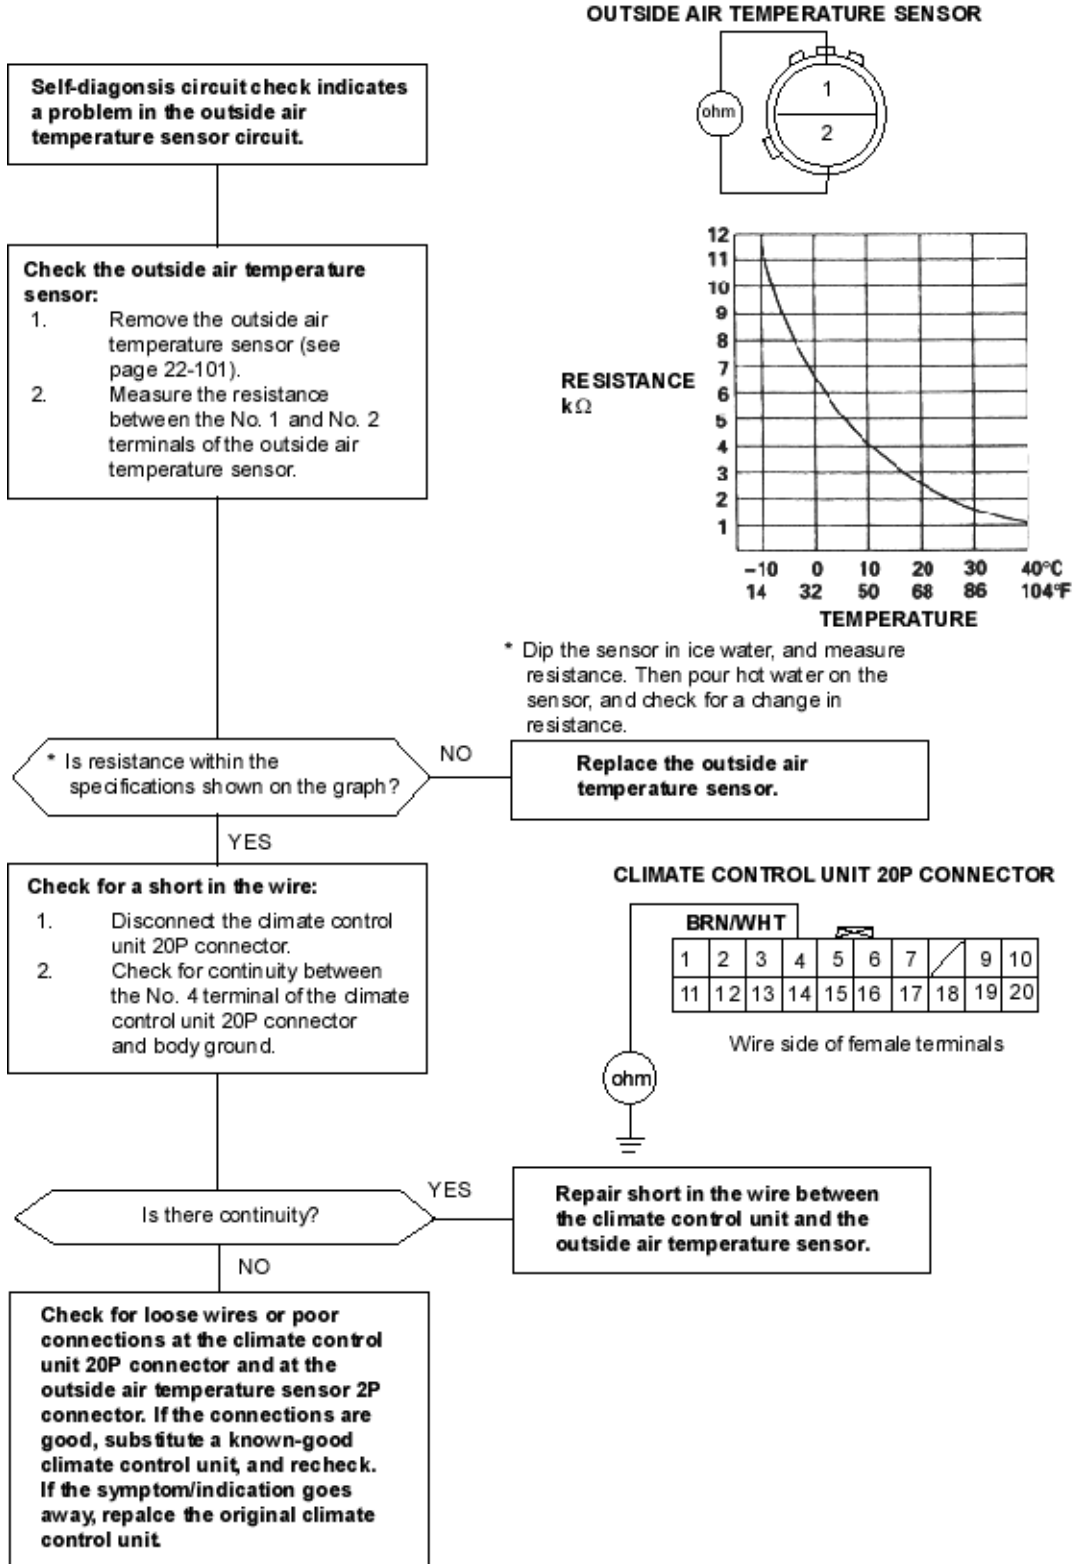 OUTSIDE AIR TEMPERATURE SENSOR
Self-diagonsis circuit check indicates
a problem in the outside air
temperature sensor circuit.
ohm
1
2
Check the outside air temperature
sensor:
1. Remove the outside air
temperature sensor (see
page 22-101).
2. Measure the resistance
between the No. 1 and No. 2
terminals of the outside air
temperature sensor.
RESISTANCE
kΩ
12
11
10
9
8
7
6
5
4
3
2
1
–10 0 10 20 30 40°C
14 32 50 68 86 104°F
TEMPERATURE
* Dip the sensor in ice water, and measure
resistance. Then pour hot water on the
sensor, and check for a change in
resistance.
* Is resistance within the
specifications shown on the graph?
NO
Replace the outside air
temperature sensor.
YES
Check for a short in the wire:
1. Disconnect the climate control
unit 20P connector.
2. Check for continuity between
the No. 4 terminal of the climate
control unit 20P connector
and body ground.
CLIMATE CONTROL UNIT 20P CONNECTOR
BRN/WHT
1 2 3 4 5 6 7 9 10
11 12 13 14 15 16 17 18 19 20
Wire side of female terminals
ohm
Is there continuity?
YES
Repair short in the wire between
the climate control unit and the
outside air temperature sensor.
NO
Check for loose wires or poor
connections at the climate control
unit 20P connector and at the
outside air temperature sensor 2P
connector. If the connections are
good, substitute a known-good
climate control unit, and recheck.
If the symptom/indication goes
away, repalce the original climate
control unit.